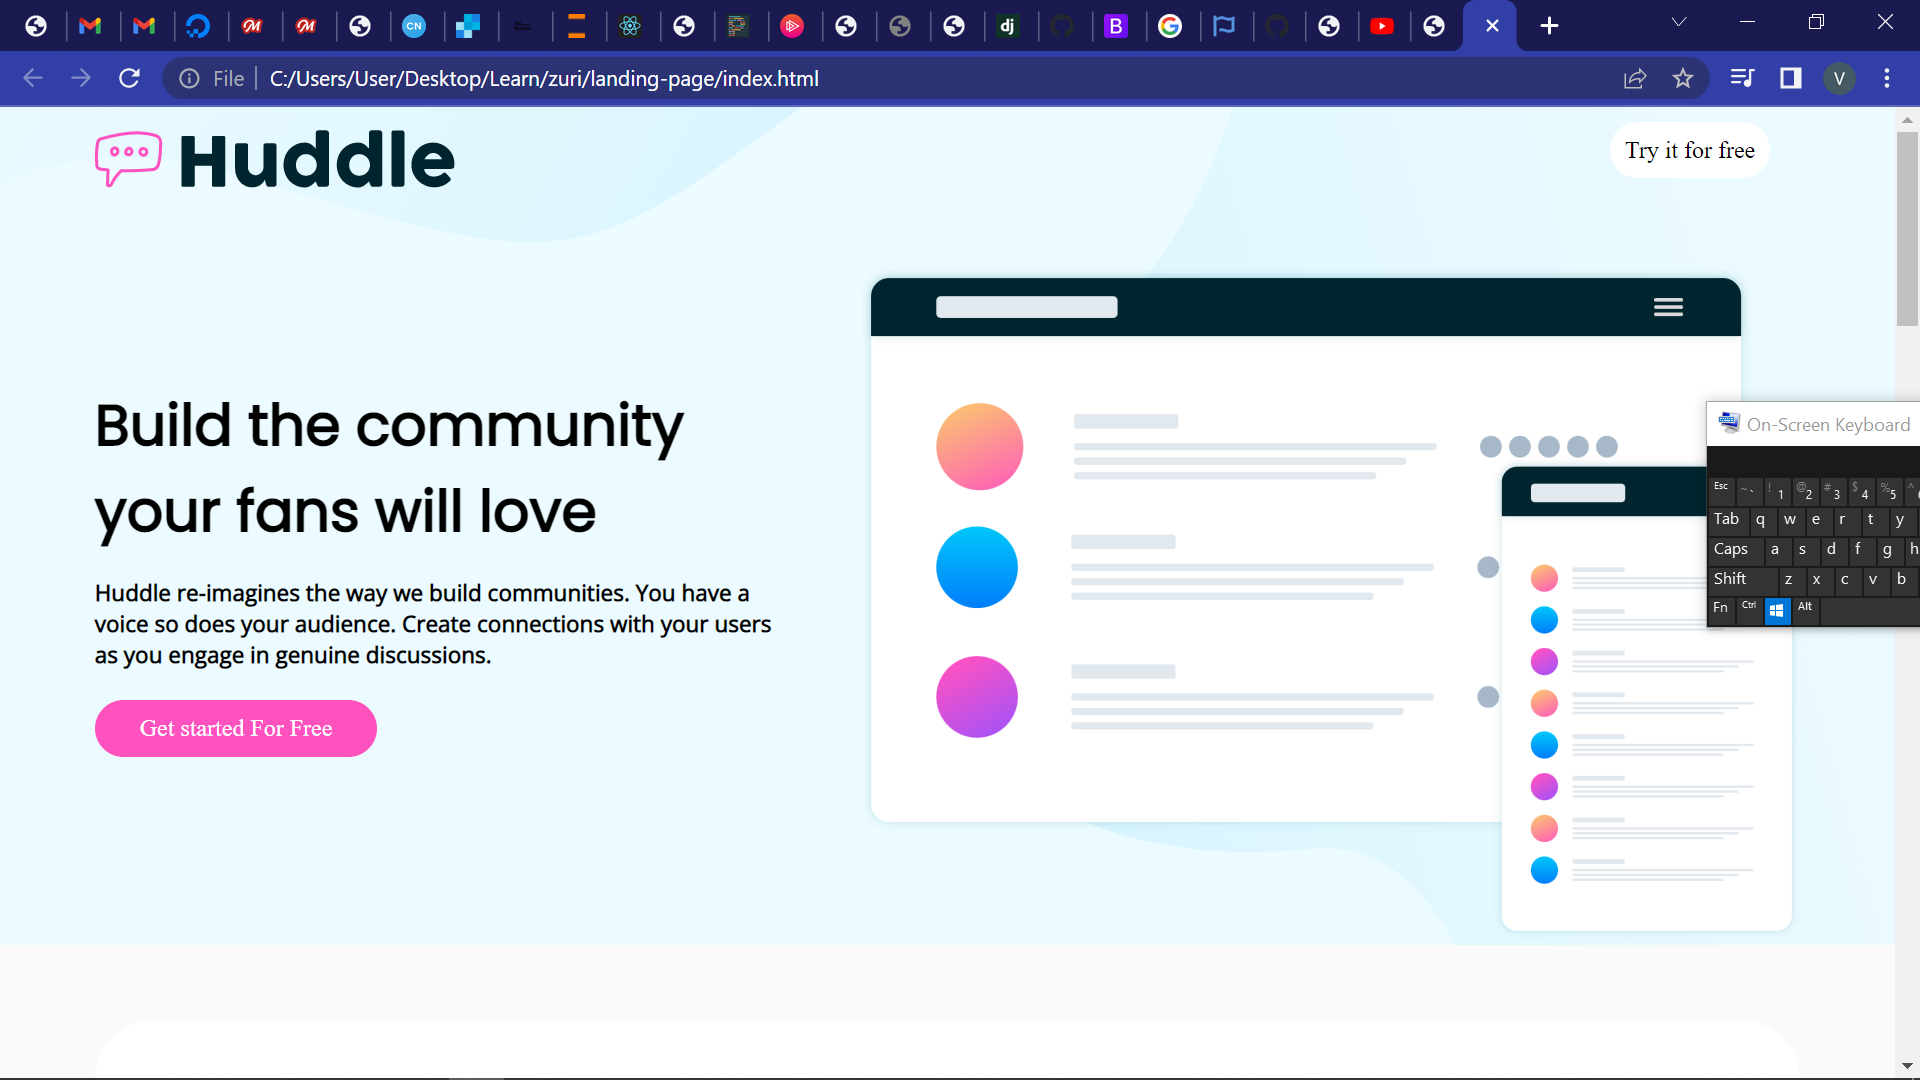 CN
dj
B
File
C:/Users/User/Desktop/Learn/zuri/landing-page/index.html
V
Huddle
Try it for free
Build the community
your fans will love
Huddle re-imagines the way we build communities. You have a
voice so does your audience. Create connections with your users
as you engage in genuine discussions.
Get started For Free
On-Screen Keyboard
Esc ~ ` ! 1 @ 2 # 3 $ 4 % 5 ^
Tab q w e r t y
Caps a s d f g h
Shift z x c v b
Fn Ctrl Alt